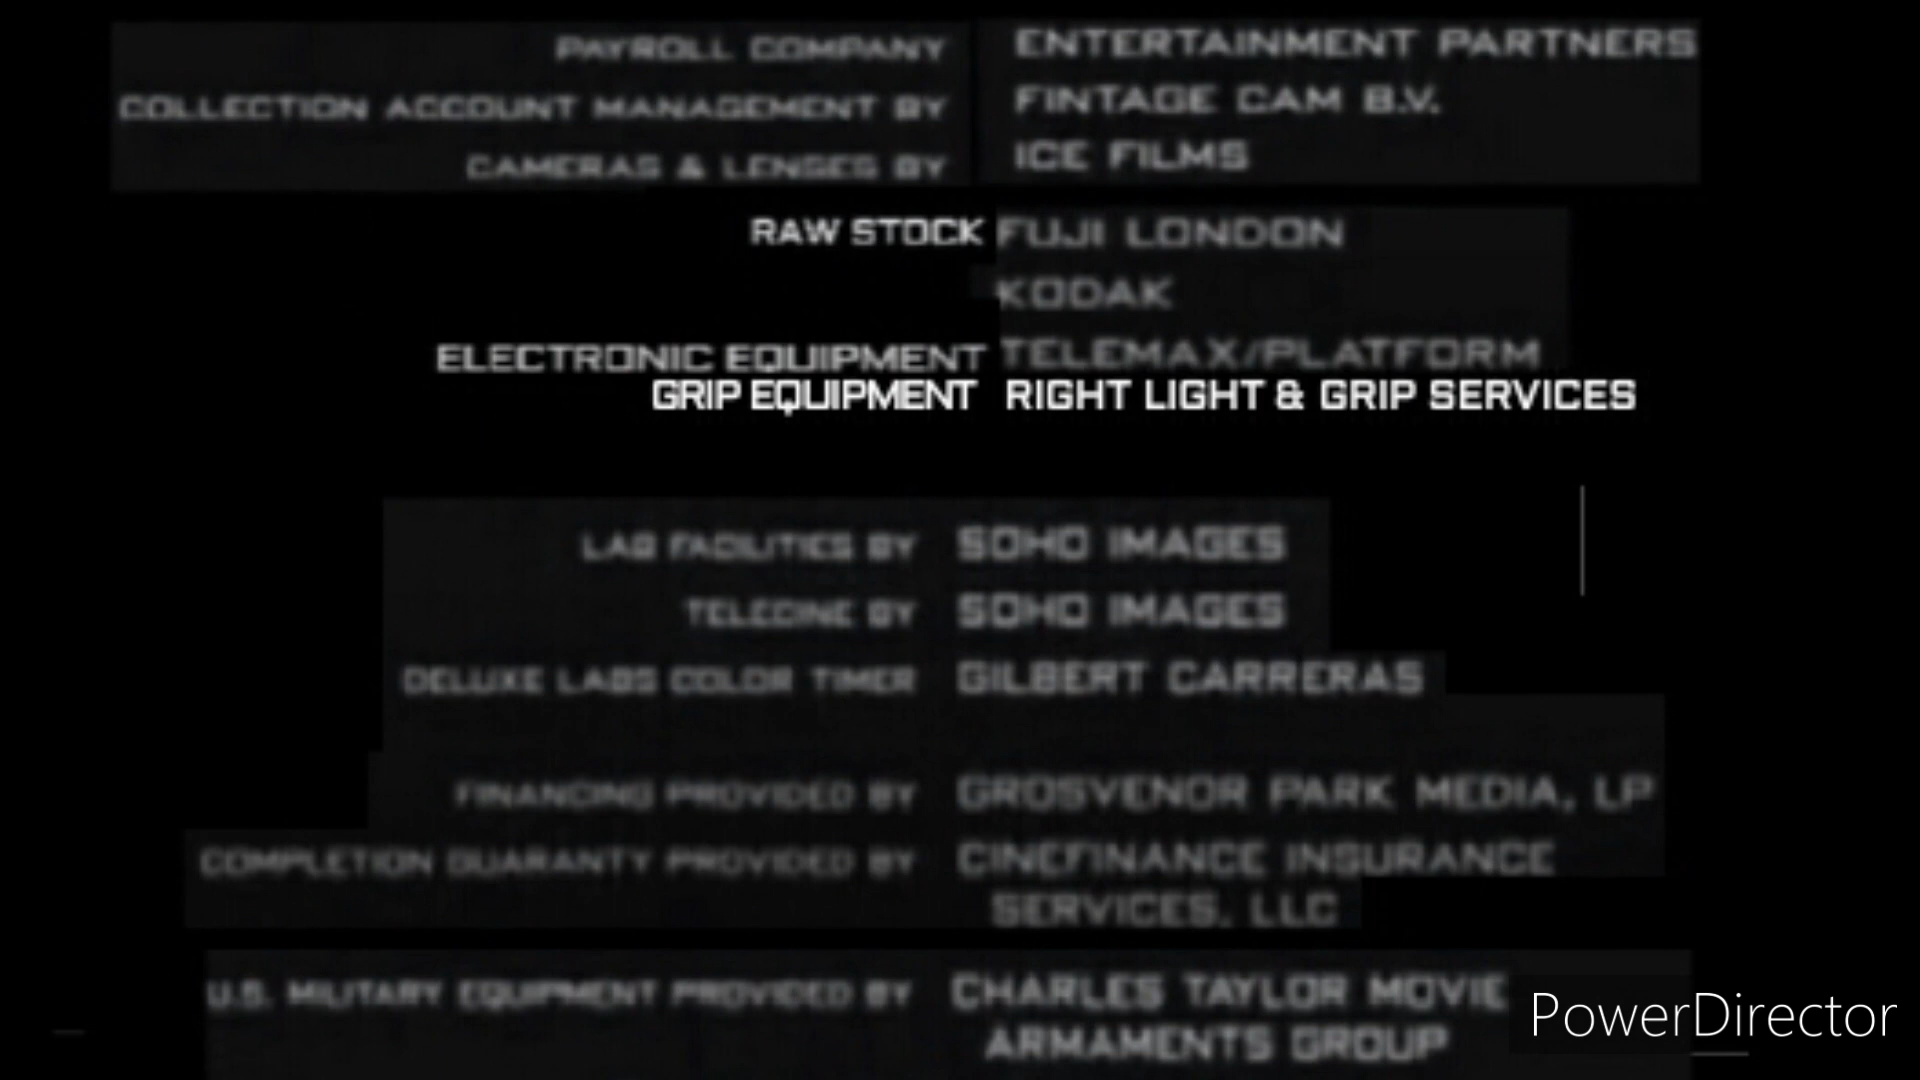 PAYROLL COMPANY ENTERTAINMENT PARTNERS
COLLECTION ACCOUNT MANAGEMENT BY FINTAGE CAM B.V.
CAMERAS & LENSES BY ICE FILMS
RAW STOCK FUJI LONDON
KODAK
ELECTRONIC EQUIPMENT TELEMAX/PLATFORM
GRIP EQUIPMENT RIGHT LIGHT & GRIP SERVICES
LAB FACILITIES BY SOHO IMAGES
TELECINE BY SOHO IMAGES
DELUXE LABS COLOR TIMER GILBERT CARRERAS
FINANCING PROVIDED BY GROSVENOR PARK MEDIA, LP
COMPLETION GUARANTY PROVIDED BY CINEFINANCE INSURANCE
SERVICES, LLC
U.S. MILITARY EQUIPMENT PROVIDED BY CHARLES TAYLOR MOVIE
ARMAMENTS GROUP
PowerDirector